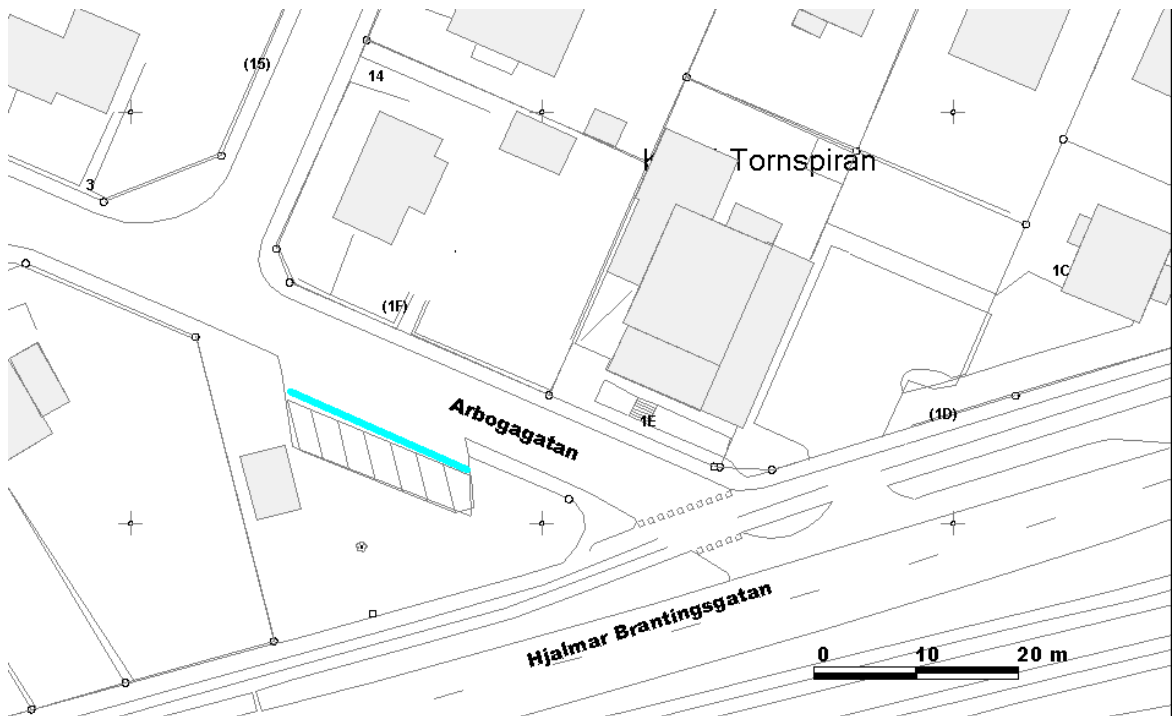 (15)
14
Tornspiran
3
1C
(1F)
Arbogagatan
1E
(1D)
Hjalmar Brantingsgatan
0 10 20 m